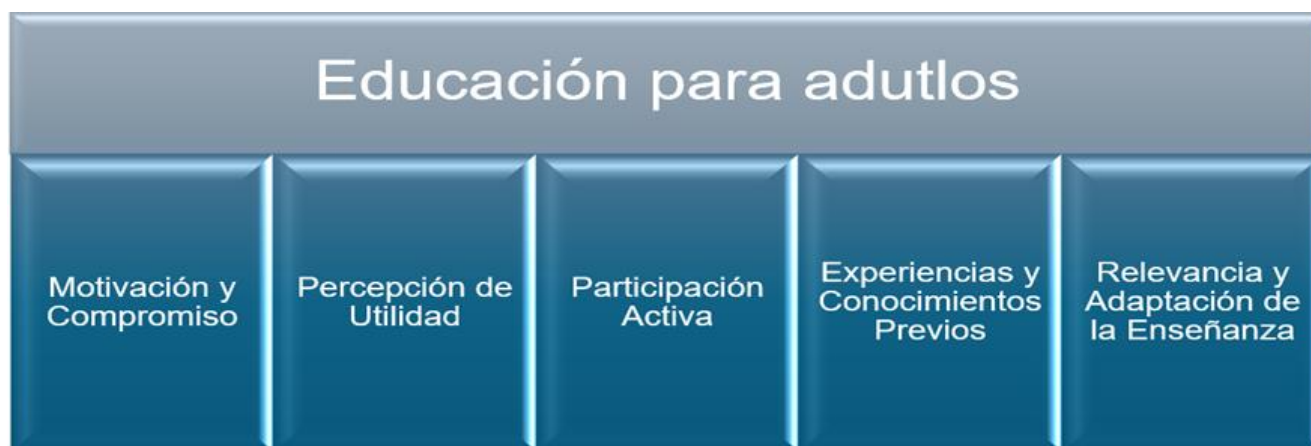 Educación para adutlos
Motivación y
Compromiso
Percepción de
Utilidad
Participación
Activa
Experiencias y
Conocimientos
Previos
Relevancia y
Adaptación de
la Enseñanza